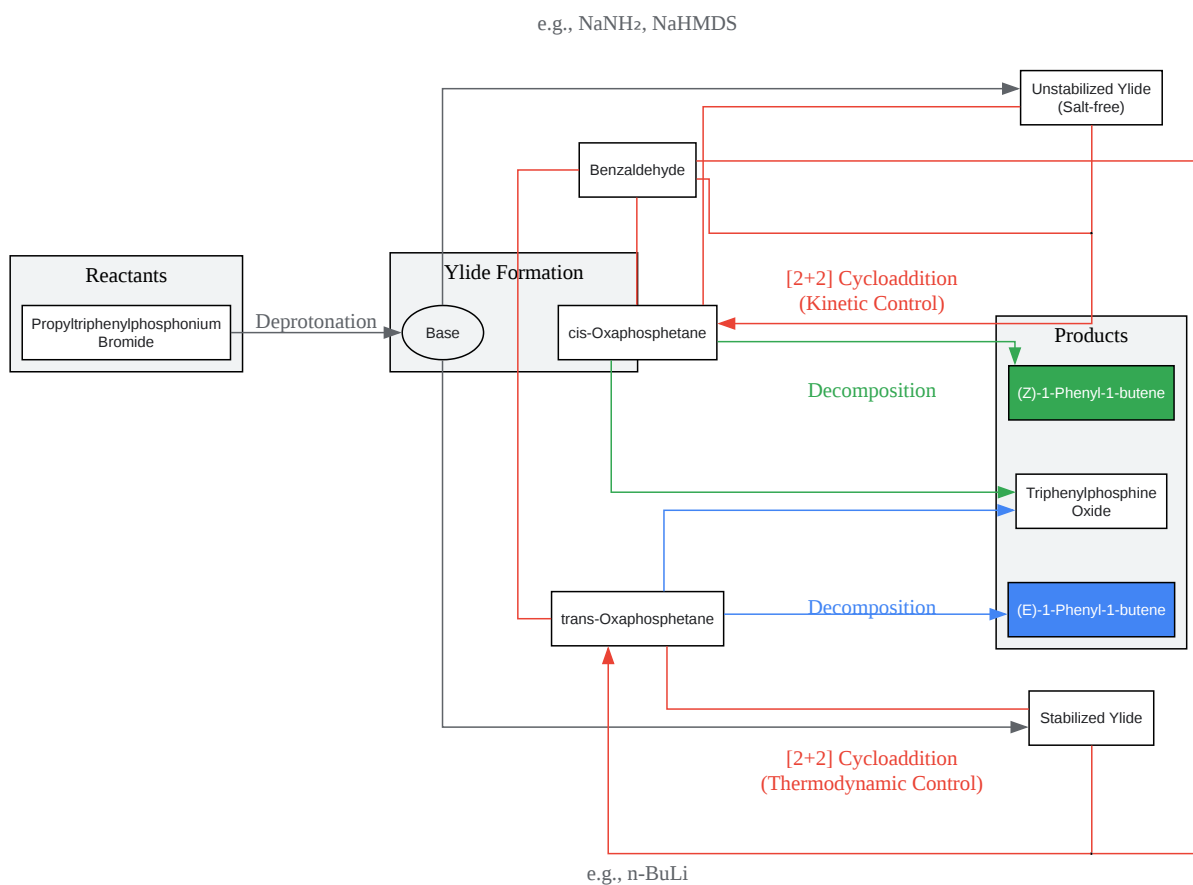 e.g., NaNH₂, NaHMDS
Unstabilized Ylide
(Salt-free)
Benzaldehyde
Reactants
Propyltriphenylphosphonium
Bromide
Deprotonation
Ylide Formation
Base
cis-Oxaphosphetane
[2+2] Cycloaddition
(Kinetic Control)
Products
Decomposition
(Z)-1-Phenyl-1-butene
Triphenylphosphine
Oxide
trans-Oxaphosphetane
Decomposition
(E)-1-Phenyl-1-butene
Stabilized Ylide
[2+2] Cycloaddition
(Thermodynamic Control)
e.g., n-BuLi